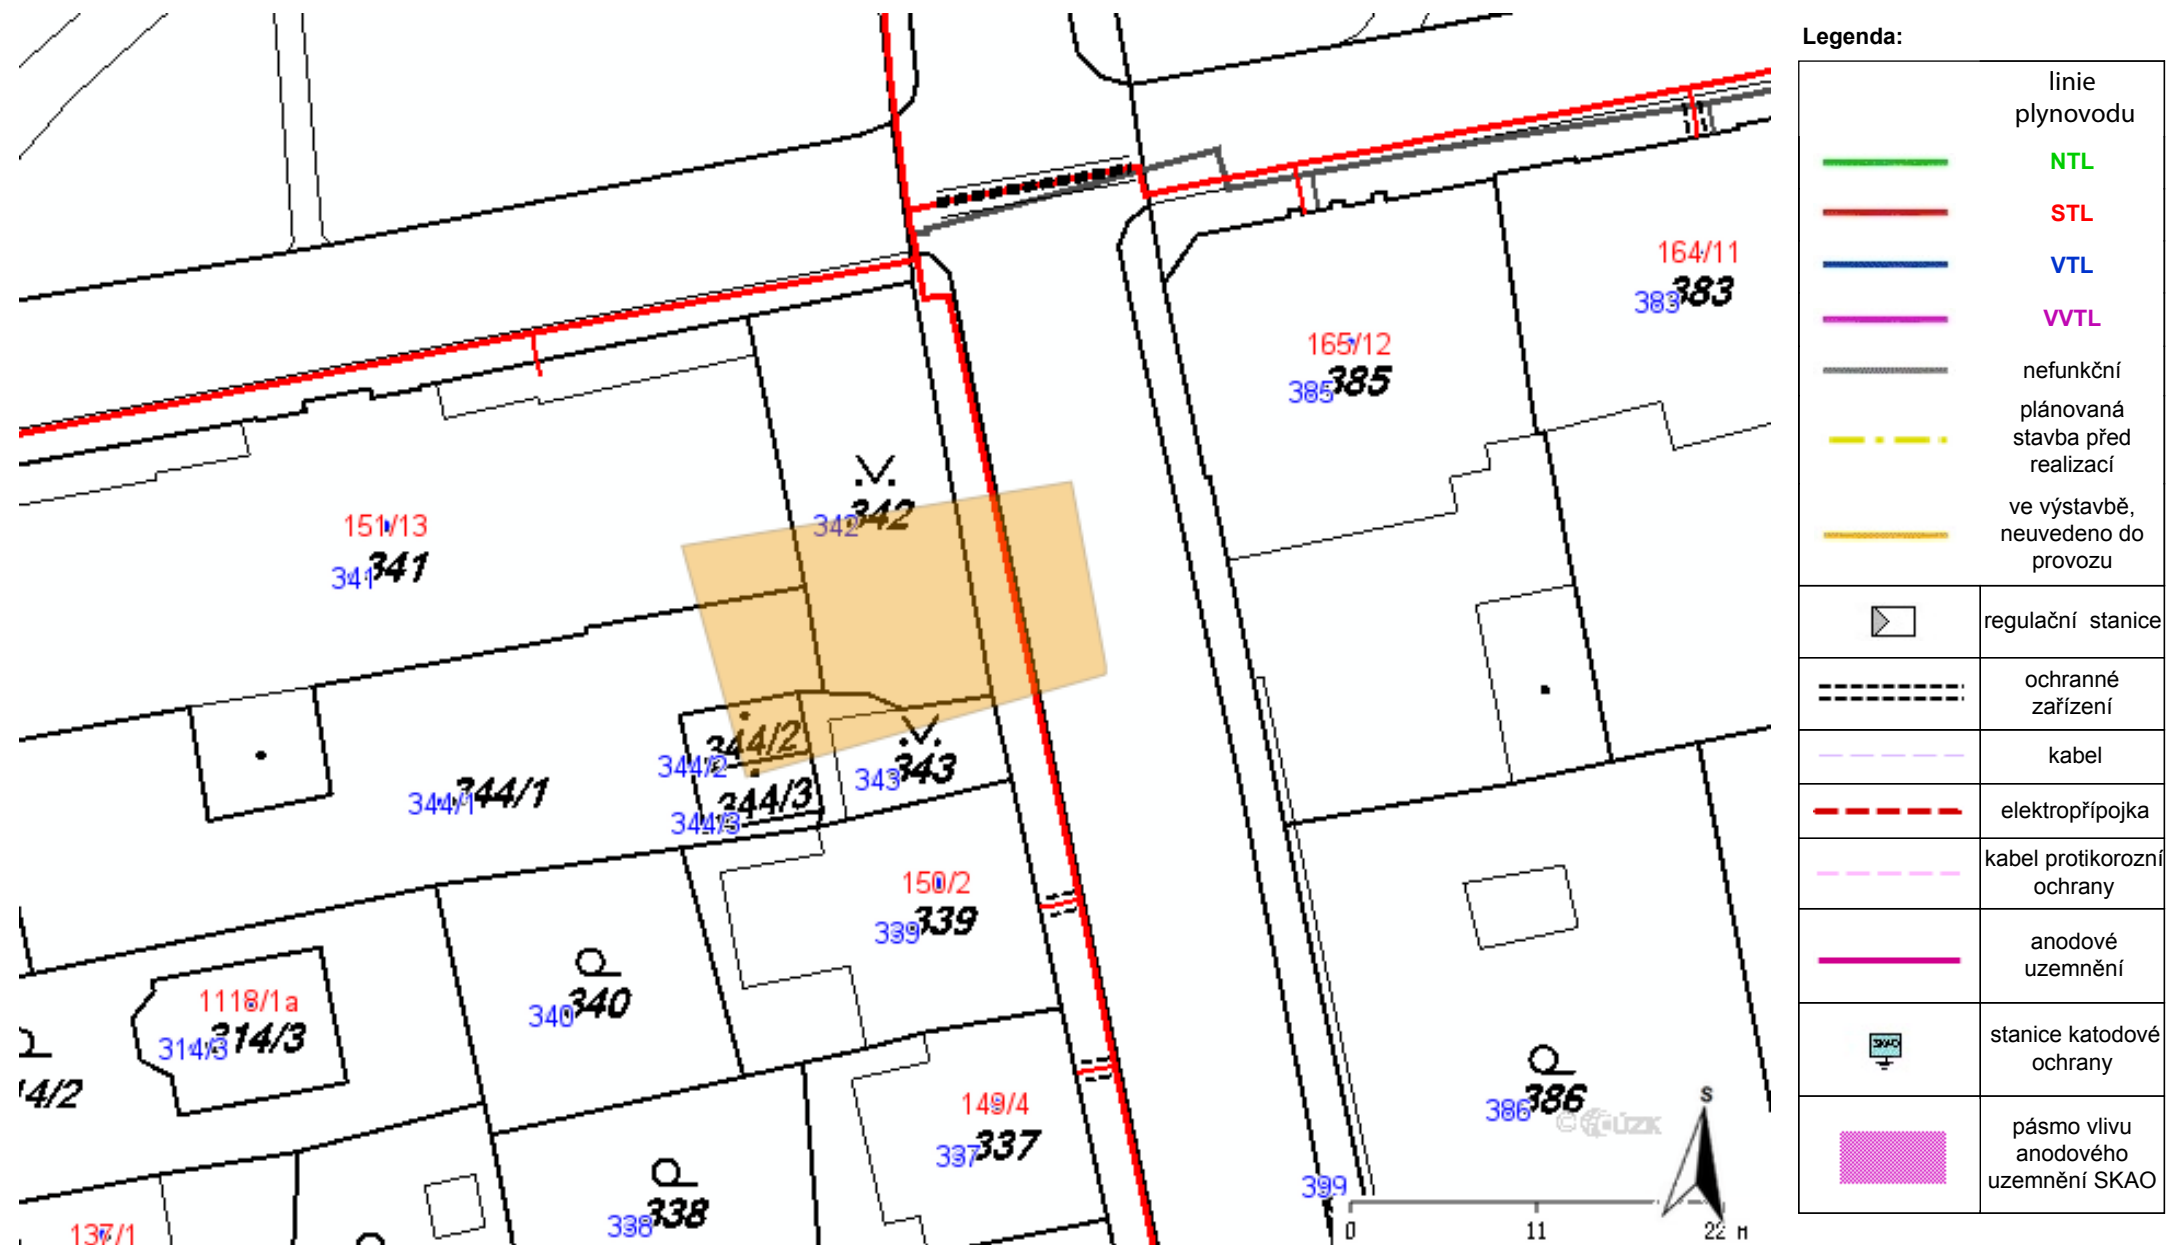 Legenda:
linie
plynovodu
NTL
STL
VTL
VVTL
nefunkční
plánovaná
stavba před
realizací
ve výstavbě,
neuvedeno do
provozu
regulační stanice
ochranné
zařízení
kabel
elektropřípojka
kabel protikorozní
ochrany
anodové
uzemnění
SKAO
stanice katodové
ochrany
pásmo vlivu
anodového
uzemnění SKAO
164/11
383
383
165/12
385
385
342
342
151/13
341
341
344/2
344/2
343
343
344/1
344/1
344/3
344/3
150/2
339
339
1118/1a
314/3
314/3
340
340
4/2
149/4
337
337
386
386
© ČÚZK
S
338
338
399
137/1
0
11
22 M